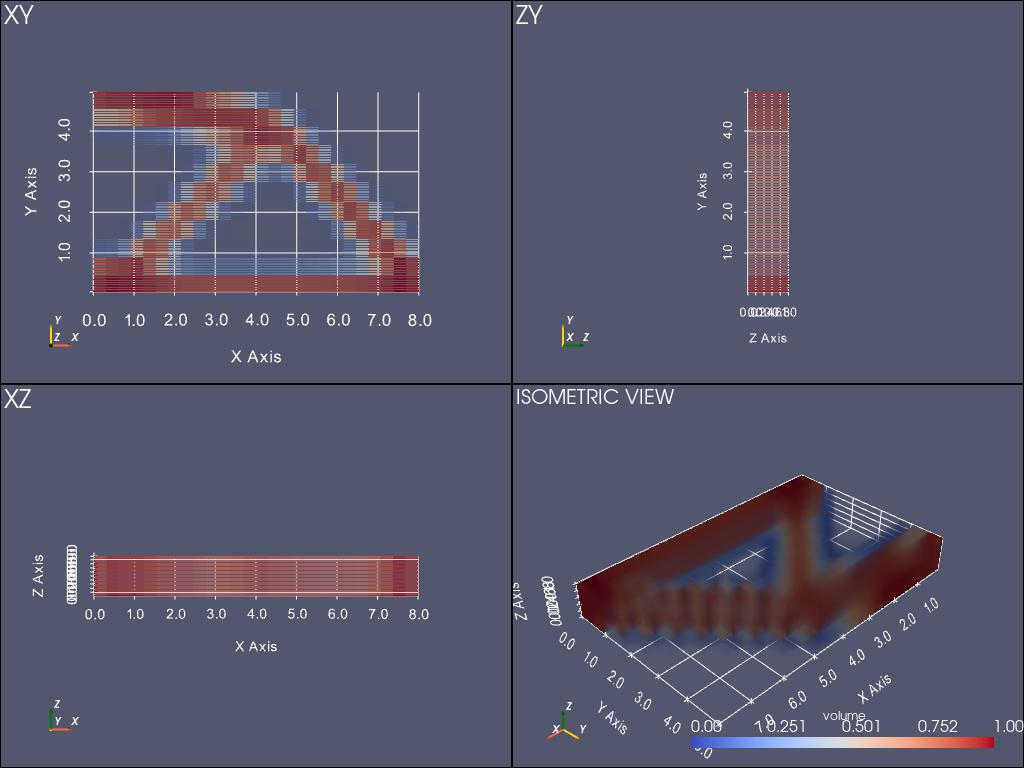 XY
4.0
3.0
2.0
1.0
Y Axis
0.0 1.0 2.0 3.0 4.0 5.0 6.0 7.0 8.0
X Axis
Y
Z X
ZY
4.0
3.0
2.0
1.0
Y Axis
Z Axis
Y
X Z
XZ
Z Axis
0.0 1.0 2.0 3.0 4.0 5.0 6.0 7.0 8.0
X Axis
Z
Y X
ISOMETRIC VIEW
Z Axis
0.0 1.0 2.0 3.0 4.0
Y Axis
1.0 2.0 3.0 4.0 5.0 6.0 7.0
X Axis
Z
X Y
volume
0.00 0.251 0.501 0.752 1.00